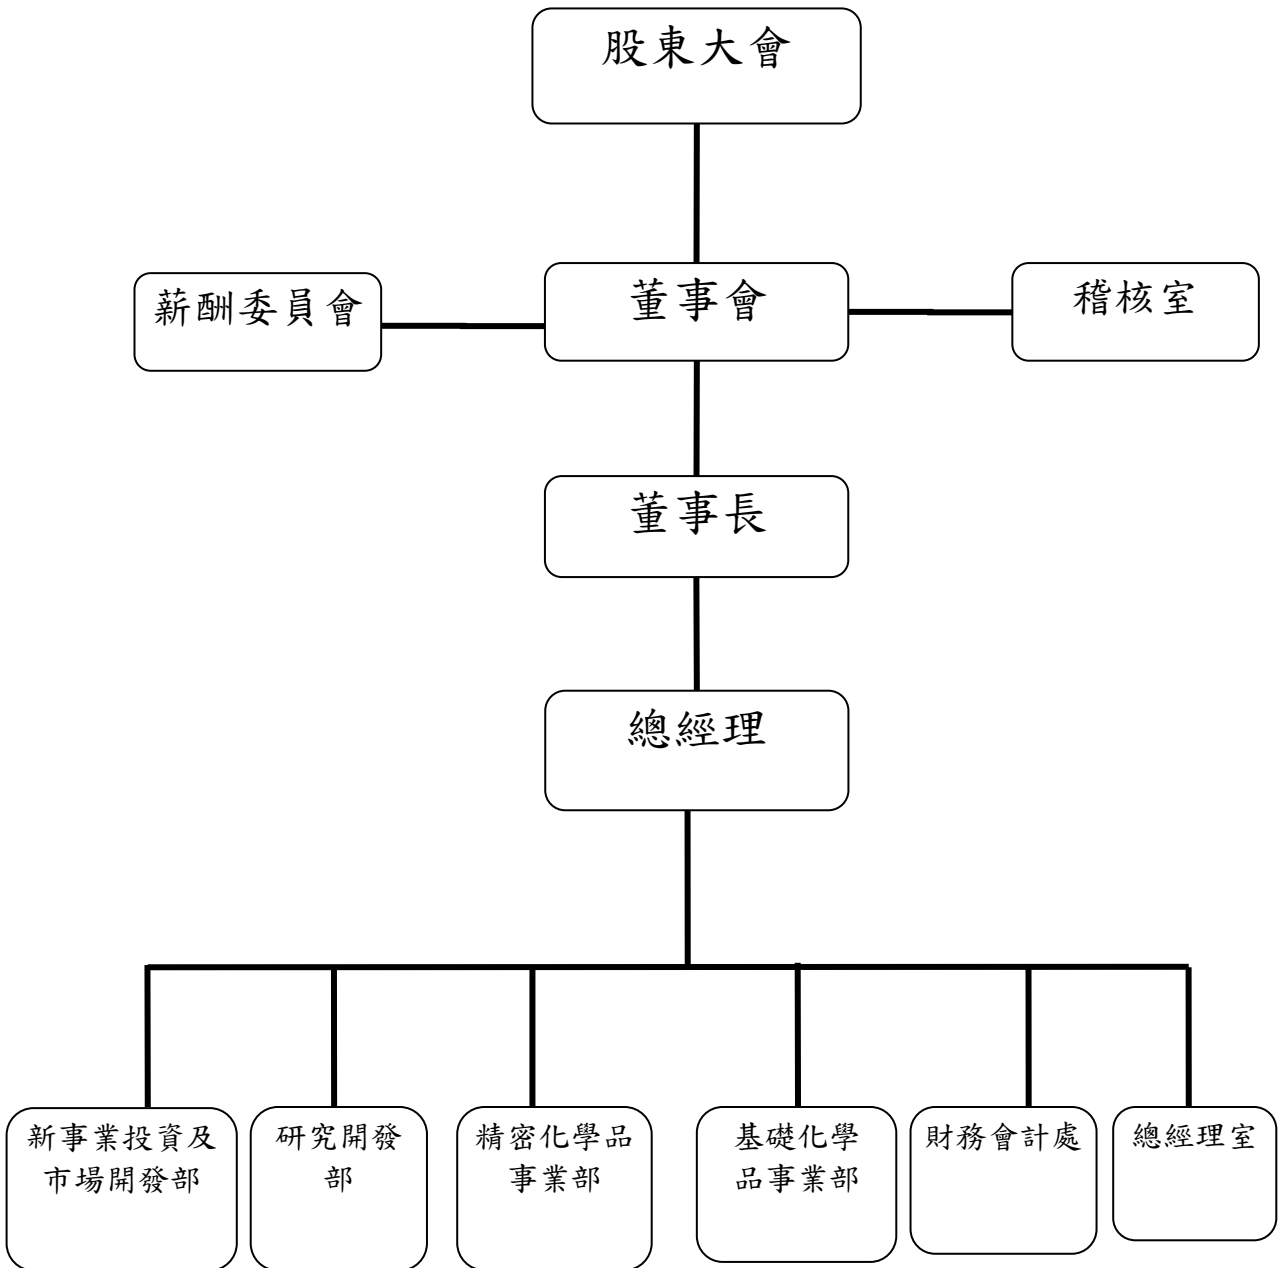 股東大會
薪酬委員會
董事會
稽核室
董事長
總經理
新事業投資及
市場開發部
研究開發
部
精密化學品
事業部
基礎化學
品事業部
財務會計處
總經理室